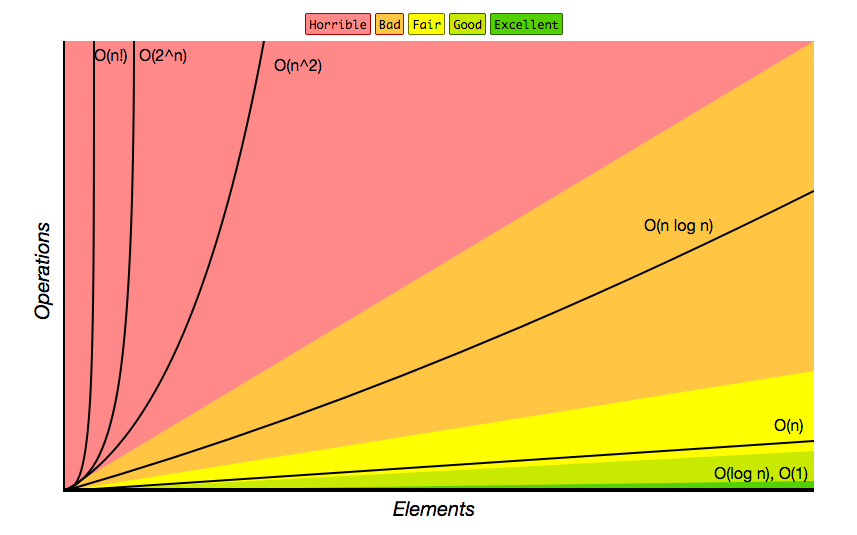 Horrible Bad Fair Good Excellent
O(n!) O(2^n)
O(n^2)
O(n log n)
O(n)
O(log n), O(1)
Operations
Elements